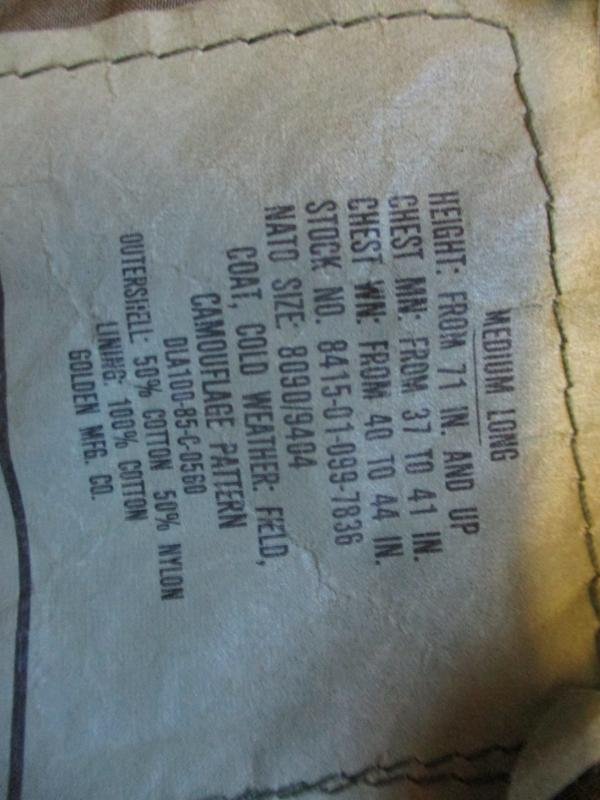 MEDIUM LONG
HEIGHT: FROM 71 IN. AND UP
CHEST MN: FROM 37 TO 41 IN.
CHEST WN: FROM 40 TO 44 IN.
STOCK NO. 8415-01-099-7836
NATO SIZE: 8090/9404
COAT, COLD WEATHER: FIELD,
CAMOUFLAGE PATTERN
DLA100-85-C-0560
OUTERSHELL: 50% COTTON 50% NYLON
LINING: 100% COTTON
GOLDEN MFG. CO.